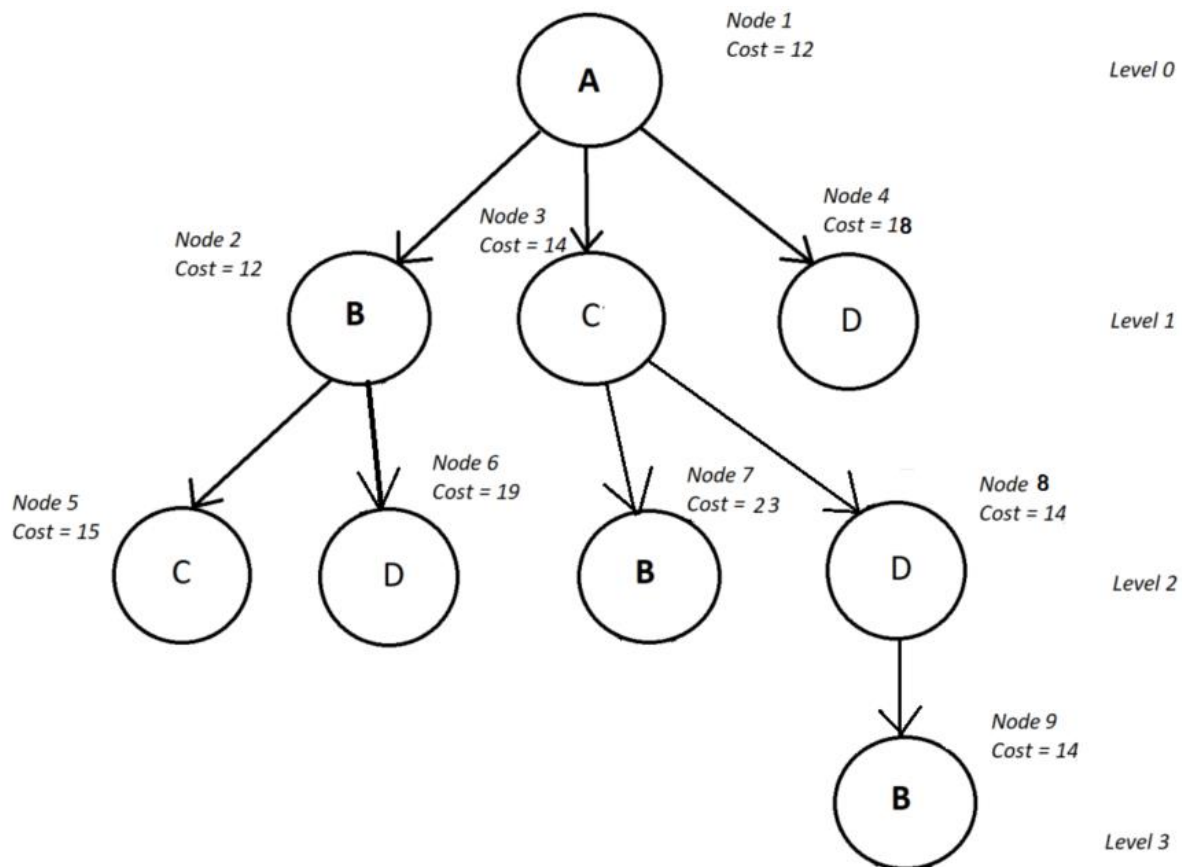 Node 1
Cost = 12
A
Level 0
Node 4
Cost = 18
Node 3
Cost = 14
Node 2
Cost = 12
B
C
D
Level 1
Node 6
Cost = 19
Node 7
Cost = 23
Node 8
Cost = 14
Node 5
Cost = 15
C
D
B
D
Level 2
Node 9
Cost = 14
B
Level 3